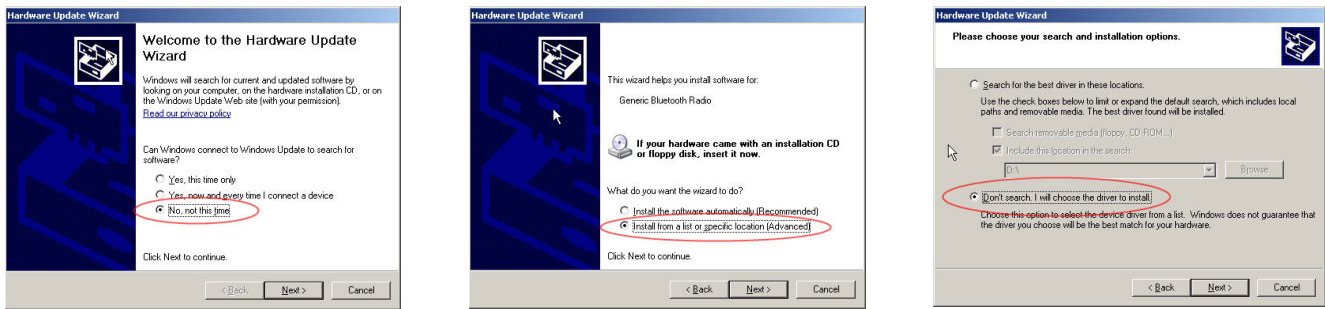 Hardware Update Wizard
Welcome to the Hardware Update
Wizard
Windows will search for current and updated software by
looking on your computer, on the hardware installation CD, or on
the Windows Update Web site (with your permission).
Read our privacy policy
Can Windows connect to Windows Update to search for
software?
Yes, this time only
Yes, now and every time I connect a device
No, not this time
Click Next to continue.
< Back
Next >
Cancel
Hardware Update Wizard
This wizard helps you install software for:
Generic Bluetooth Radio
If your hardware came with an installation CD
or floppy disk, insert it now.
What do you want the wizard to do?
Install the software automatically (Recommended)
Install from a list or specific location (Advanced)
Click Next to continue.
< Back
Next >
Cancel
Hardware Update Wizard
Please choose your search and installation options.
Search for the best driver in these locations.
Use the check boxes below to limit or expand the default search, which includes local
paths and removable media. The best driver found will be installed.
Search removable media (floppy, CD-ROM...)
Include this location in the search:
D:\
Browse
Don't search. I will choose the driver to install.
Choose this option to select the device driver from a list. Windows does not guarantee that
the driver you choose will be the best match for your hardware.
< Back
Next >
Cancel